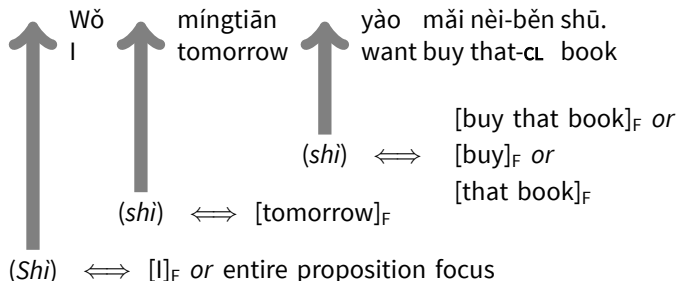 Wǒ míngtiān yào mǎi nèi-běn shū.
I tomorrow want buy that-CL book
[buy that book]F or
(shì) ⟺ [buy]F or
[that book]F
(shì) ⟺ [tomorrow]F
(Shì) ⟺ [I]F or entire proposition focus